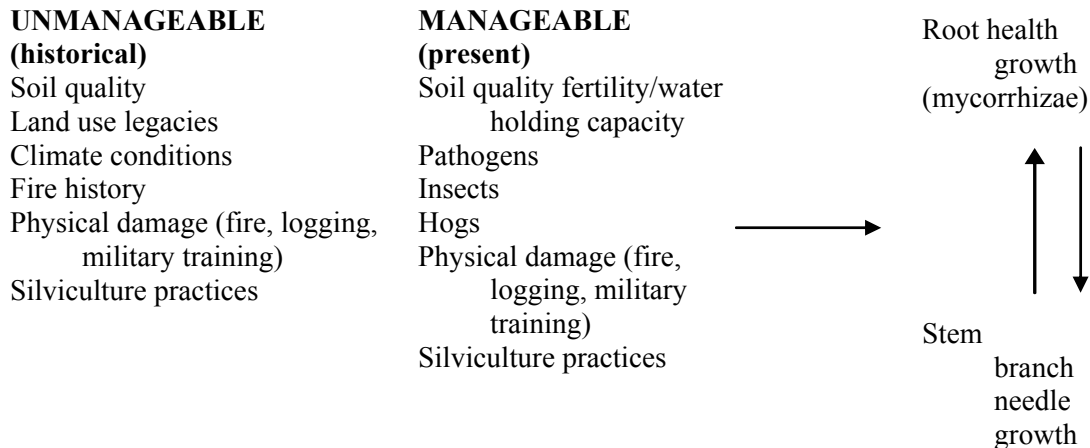 UNMANAGEABLE
(historical)
Soil quality
Land use legacies
Climate conditions
Fire history
Physical damage (fire, logging,
military training)
Silviculture practices
MANAGEABLE
(present)
Soil quality fertility/water
holding capacity
Pathogens
Insects
Hogs
Physical damage (fire,
logging, military
training)
Silviculture practices
Root health
growth
(mycorrhizae)
Stem
branch
needle
growth